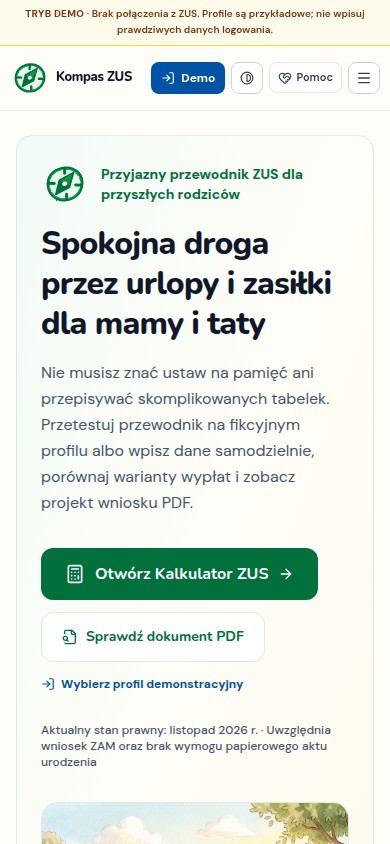 TRYB DEMO · Brak połączenia z ZUS. Profile są przykładowe; nie wpisuj
prawdziwych danych logowania.
Kompas ZUS
Demo
Pomoc
Przyjazny przewodnik ZUS dla
przyszłych rodziców
Spokojna droga
przez urlopy i zasiłki
dla mamy i taty
Nie musisz znać ustaw na pamięć ani
przepisywać skomplikowanych tabelek.
Przetestuj przewodnik na fikcyjnym
profilu albo wpisz dane samodzielnie,
porównaj warianty wypłat i zobacz
projekt wniosku PDF.
Otwórz Kalkulator ZUS
Sprawdź dokument PDF
Wybierz profil demonstracyjny
Aktualny stan prawny: listopad 2026 r. · Uwzględnia
wniosek ZAM oraz brak wymogu papierowego aktu
urodzenia